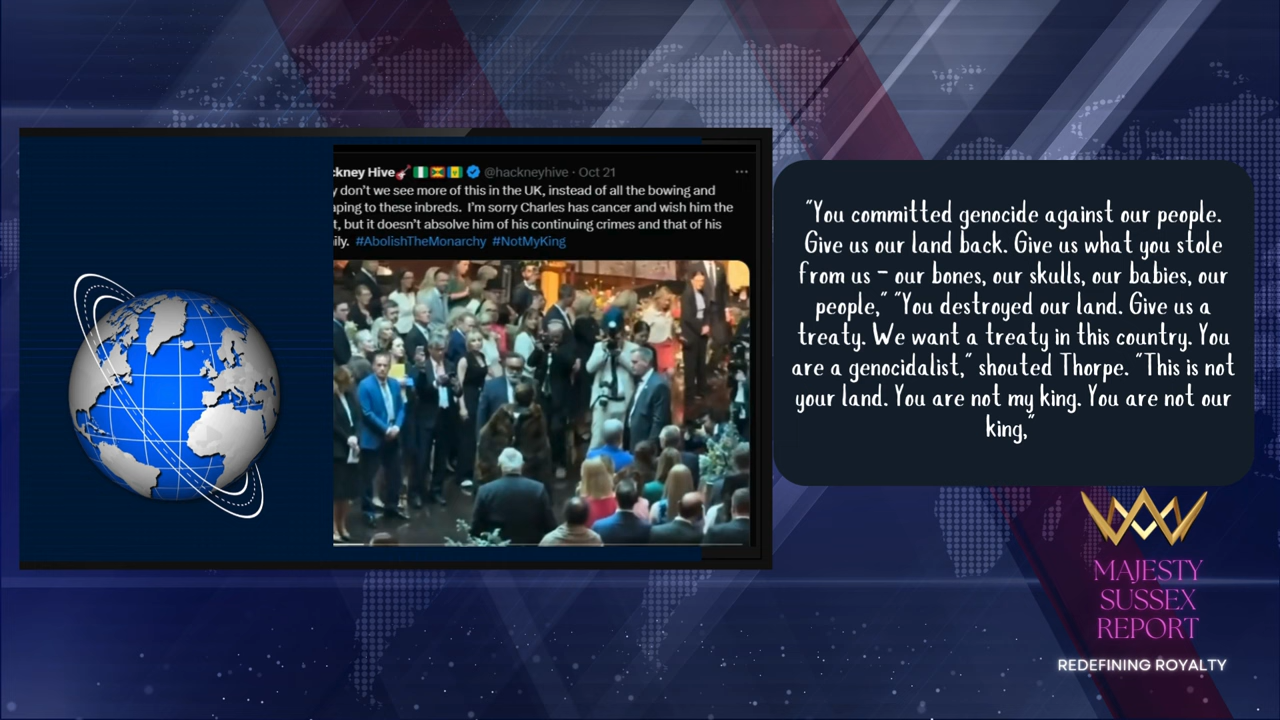 ckney Hive @hackneyhive · Oct 21
y don't we see more of this in the UK, instead of all the bowing and
aping to these inbreds. I'm sorry Charles has cancer and wish him the
t, but it doesn't absolve him of his continuing crimes and that of his
ily. #AbolishTheMonarchy #NotMyKing
"You committed genocide against our people.
Give us our land back. Give us what you stole
from us - our bones, our skulls, our babies, our
people," "You destroyed our land. Give us a
treaty. We want a treaty in this country. You
are a genocidalist," shouted Thorpe. "This is not
your land. You are not my king. You are not our
king,"
MAJESTY
SUSSEX
REPORT
REDEFINING ROYALTY